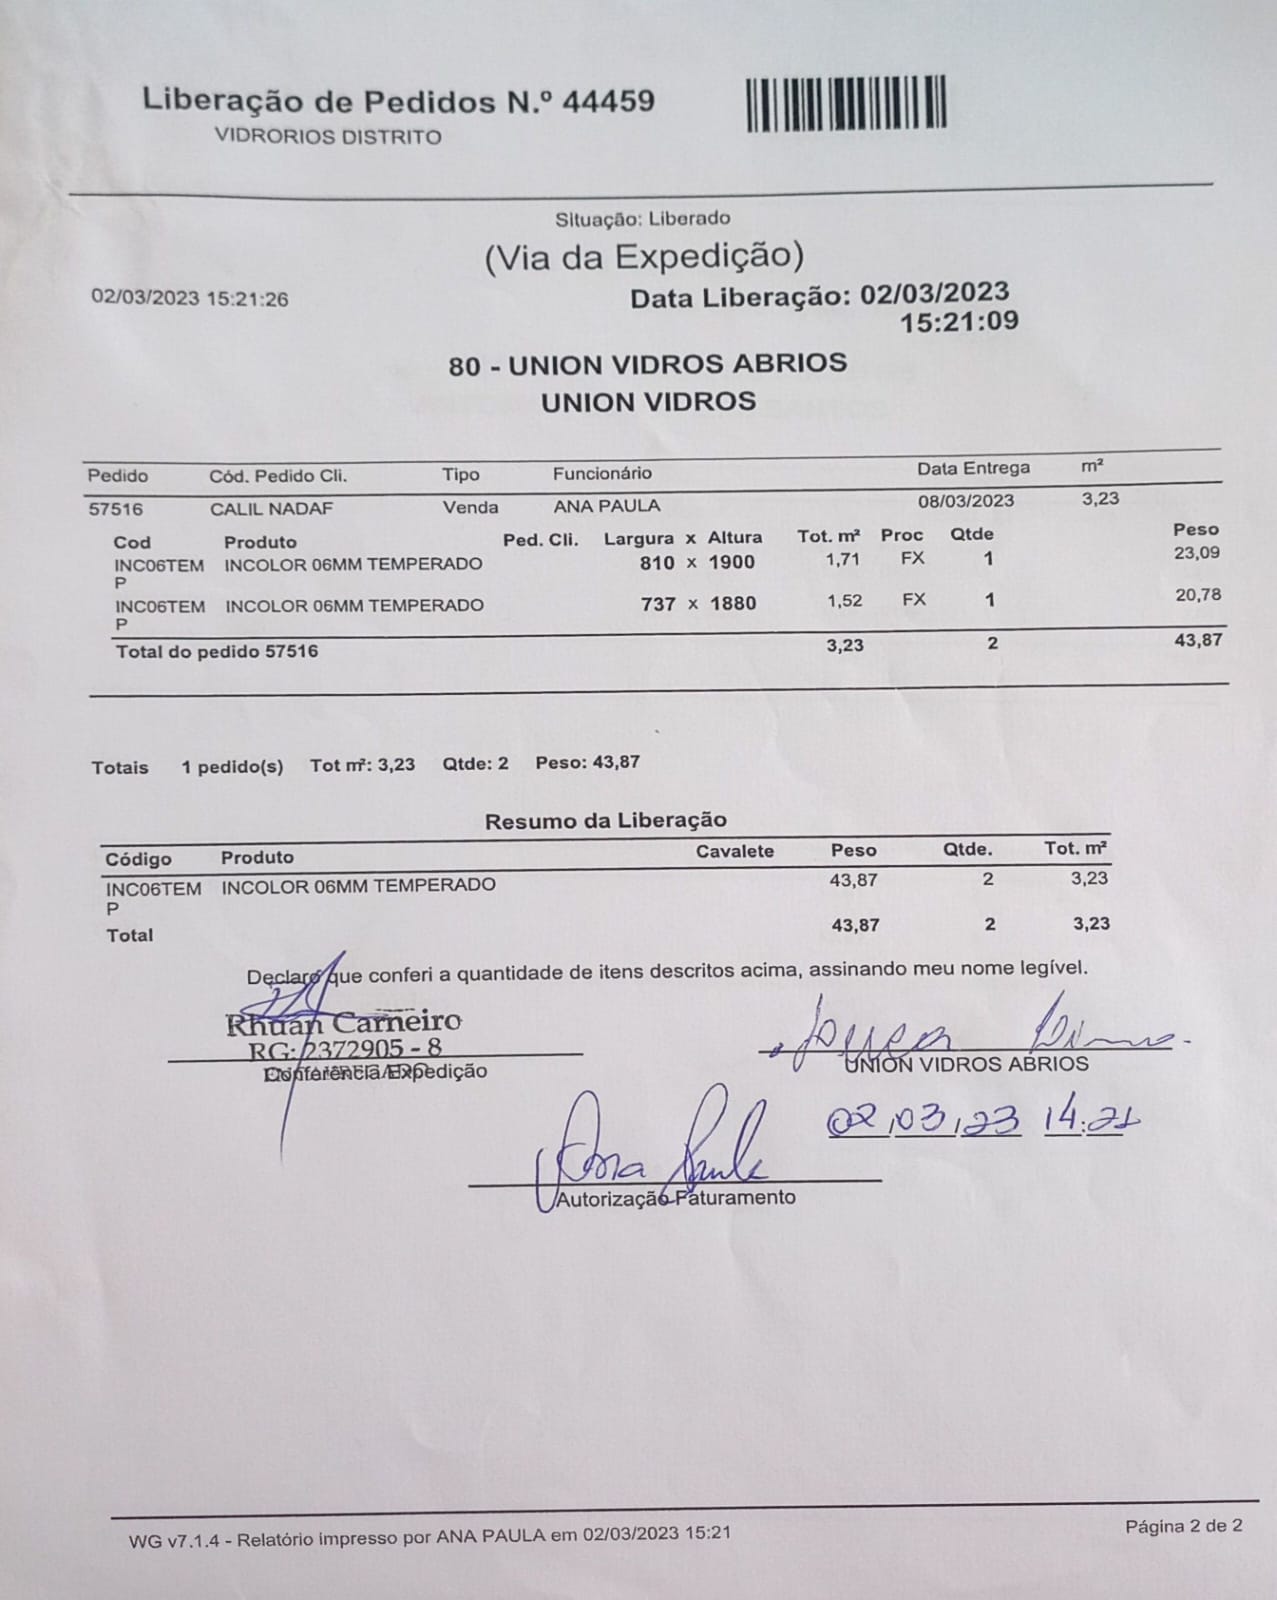 Liberação de Pedidos N.º 44459
VIDRORIOS DISTRITO
Situação: Liberado
(Via da Expedição)
02/03/2023 15:21:26
Data Liberação: 02/03/2023
15:21:09
80 - UNION VIDROS ABRIOS
UNION VIDROS
Pedido Cód. Pedido Cli. Tipo Funcionário Data Entrega m²
57516 CALIL NADAF Venda ANA PAULA 08/03/2023 3,23
Cod Produto Ped. Cli. Largura x Altura Tot. m² Proc Qtde Peso
INC06TEM INCOLOR 06MM TEMPERADO 810 x 1900 1,71 FX 1 23,09
P
INC06TEM INCOLOR 06MM TEMPERADO 737 x 1880 1,52 FX 1 20,78
P
Total do pedido 57516 3,23 2 43,87
Totais 1 pedido(s) Tot m²: 3,23 Qtde: 2 Peso: 43,87
Resumo da Liberação
Código Produto Cavalete Peso Qtde. Tot. m²
INC06TEM INCOLOR 06MM TEMPERADO 43,87 2 3,23
P
Total 43,87 2 3,23
Declaro que conferi a quantidade de itens descritos acima, assinando meu nome legível.
Rhuan Carneiro
RG: 2372905 - 8
Conferência/Expedição
UNION VIDROS ABRIOS
02/03/23 14:21
Ana Paula
Autorização Faturamento
WG v7.1.4 - Relatório impresso por ANA PAULA em 02/03/2023 15:21
Página 2 de 2